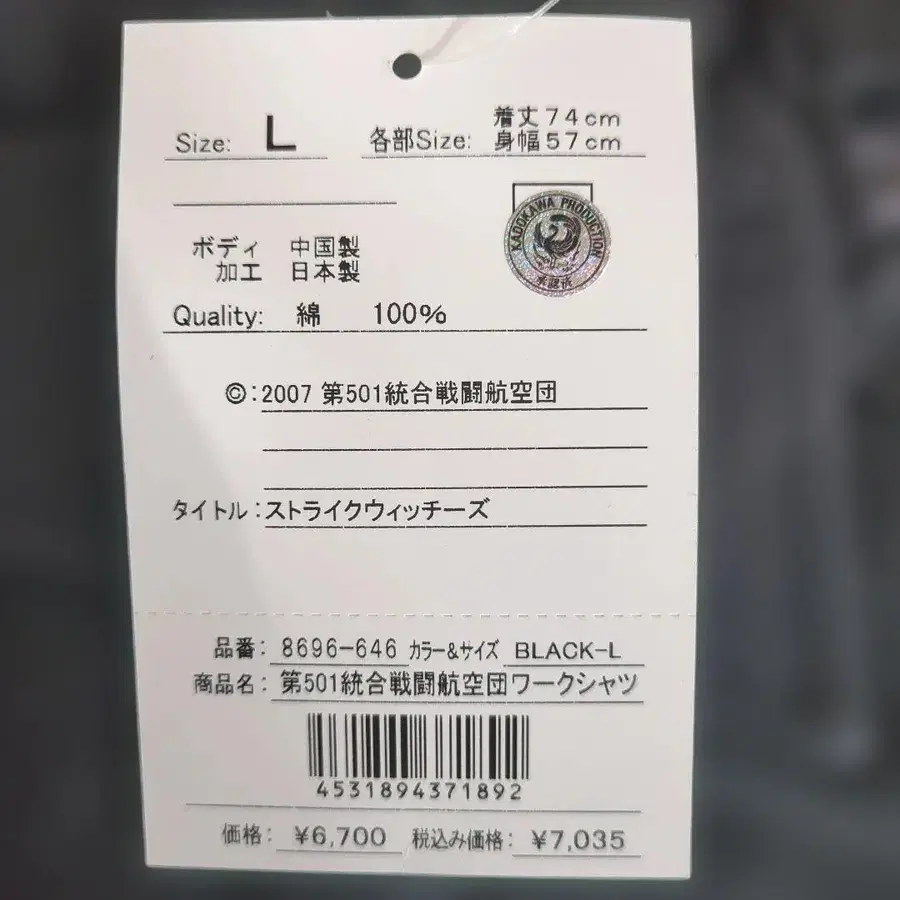 Size: L 各部Size: 着丈74cm
身幅57cm
KADOKAWA PRODUCTION
承認済
ボディ 中国製
加工 日本製
Quality: 綿 100%
©:2007 第501統合戦闘航空団
タイトル:ストライクウィッチーズ
品番: 8696-646 カラー&サイズ BLACK-L
商品名: 第501統合戦闘航空団ワークシャツ
4531894371892
価格: ¥6,700 税込み価格: ¥7,035